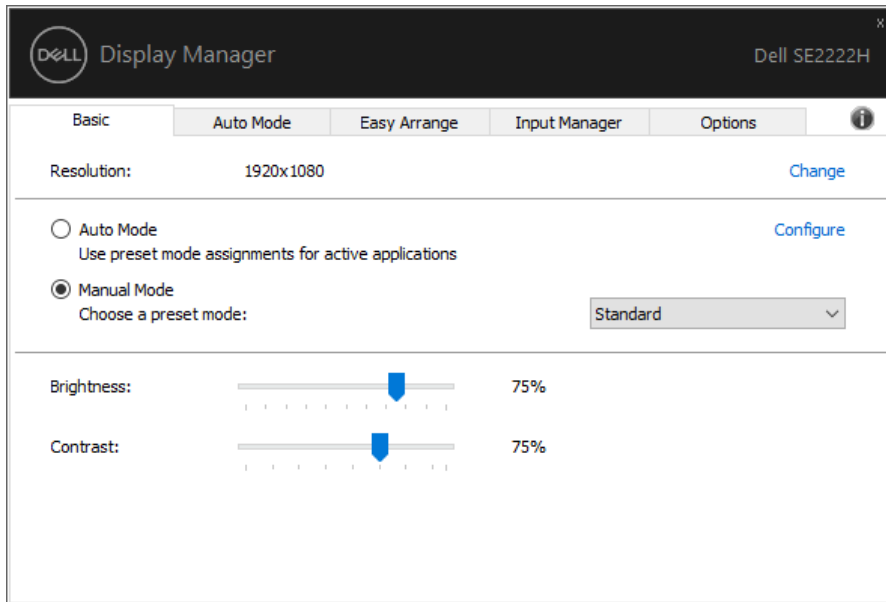 DELL Display Manager
Dell SE2222H
x
Basic Auto Mode Easy Arrange Input Manager Options i
Resolution: 1920x1080 Change
Auto Mode Configure
Use preset mode assignments for active applications
Manual Mode
Choose a preset mode: Standard
Brightness: 75%
Contrast: 75%